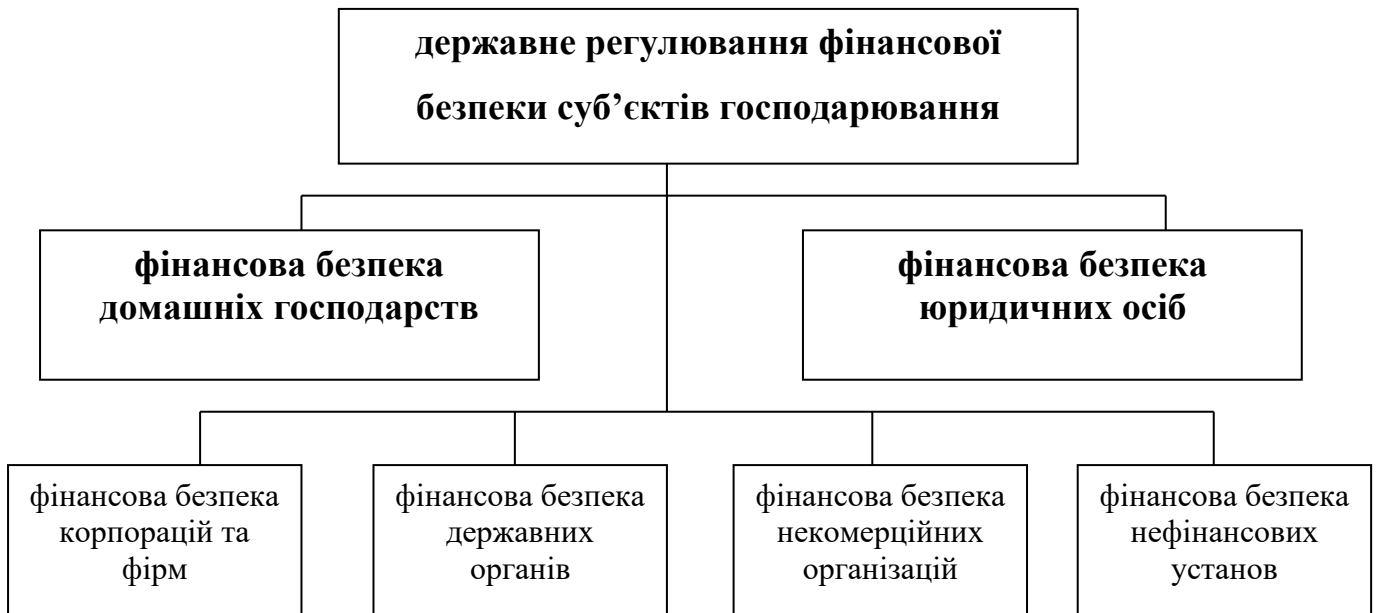 державне регулювання фінансової
безпеки суб’єктів господарювання
фінансова безпека
домашніх господарств
фінансова безпека
юридичних осіб
фінансова безпека
корпорацій та
фірм
фінансова безпека
державних
органів
фінансова безпека
некомерційних
організацій
фінансова безпека
нефінансових
установ